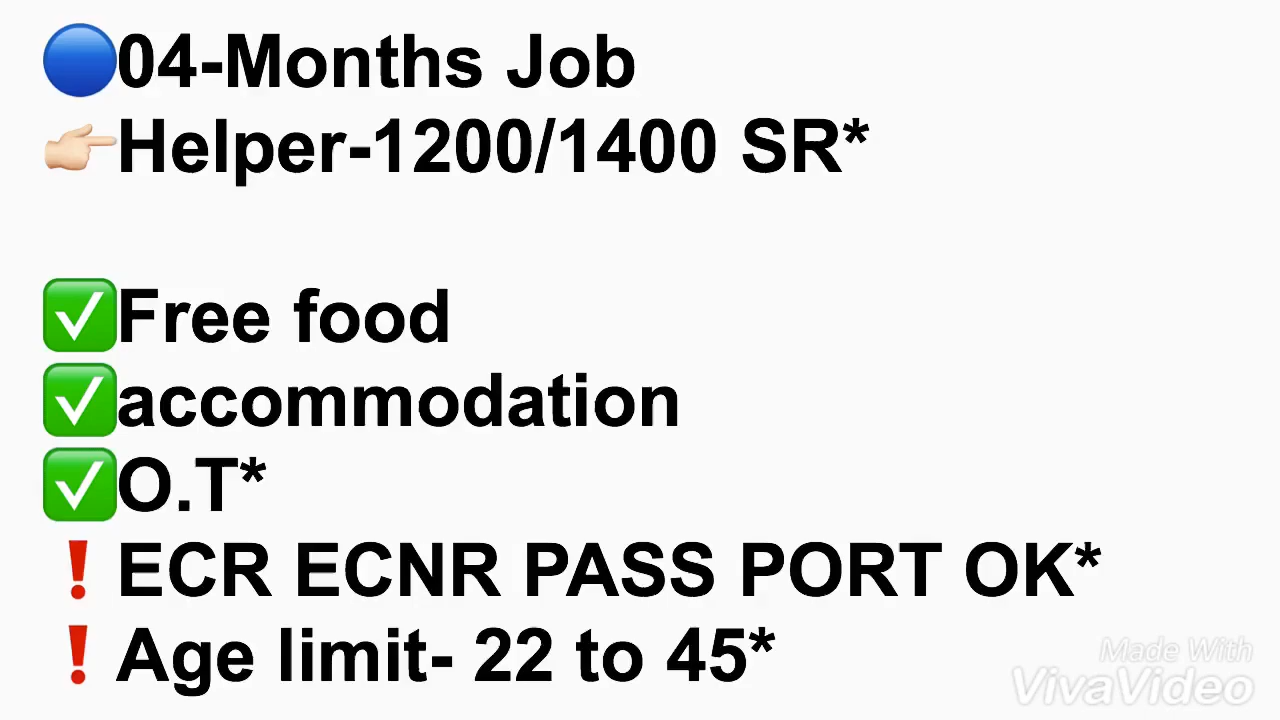 🔵04-Months Job
👉🏻Helper-1200/1400 SR*
✅Free food
✅accommodation
✅O.T*
❗ECR ECNR PASS PORT OK*
❗Age limit- 22 to 45*
Made With
VivaVideo